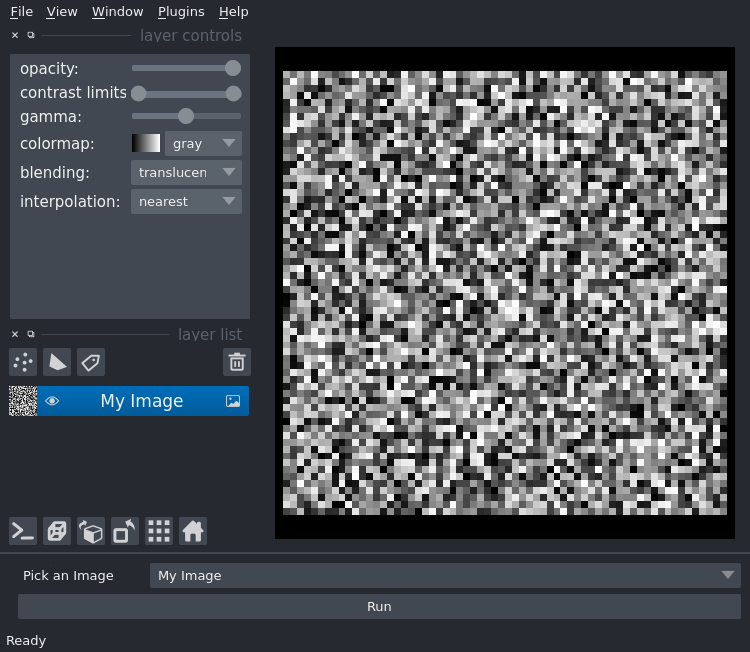 File View Window Plugins Help
layer controls
opacity:
contrast limits
gamma:
colormap: gray
blending: translucen
interpolation: nearest
layer list
My Image
Pick an Image My Image
Run
Ready